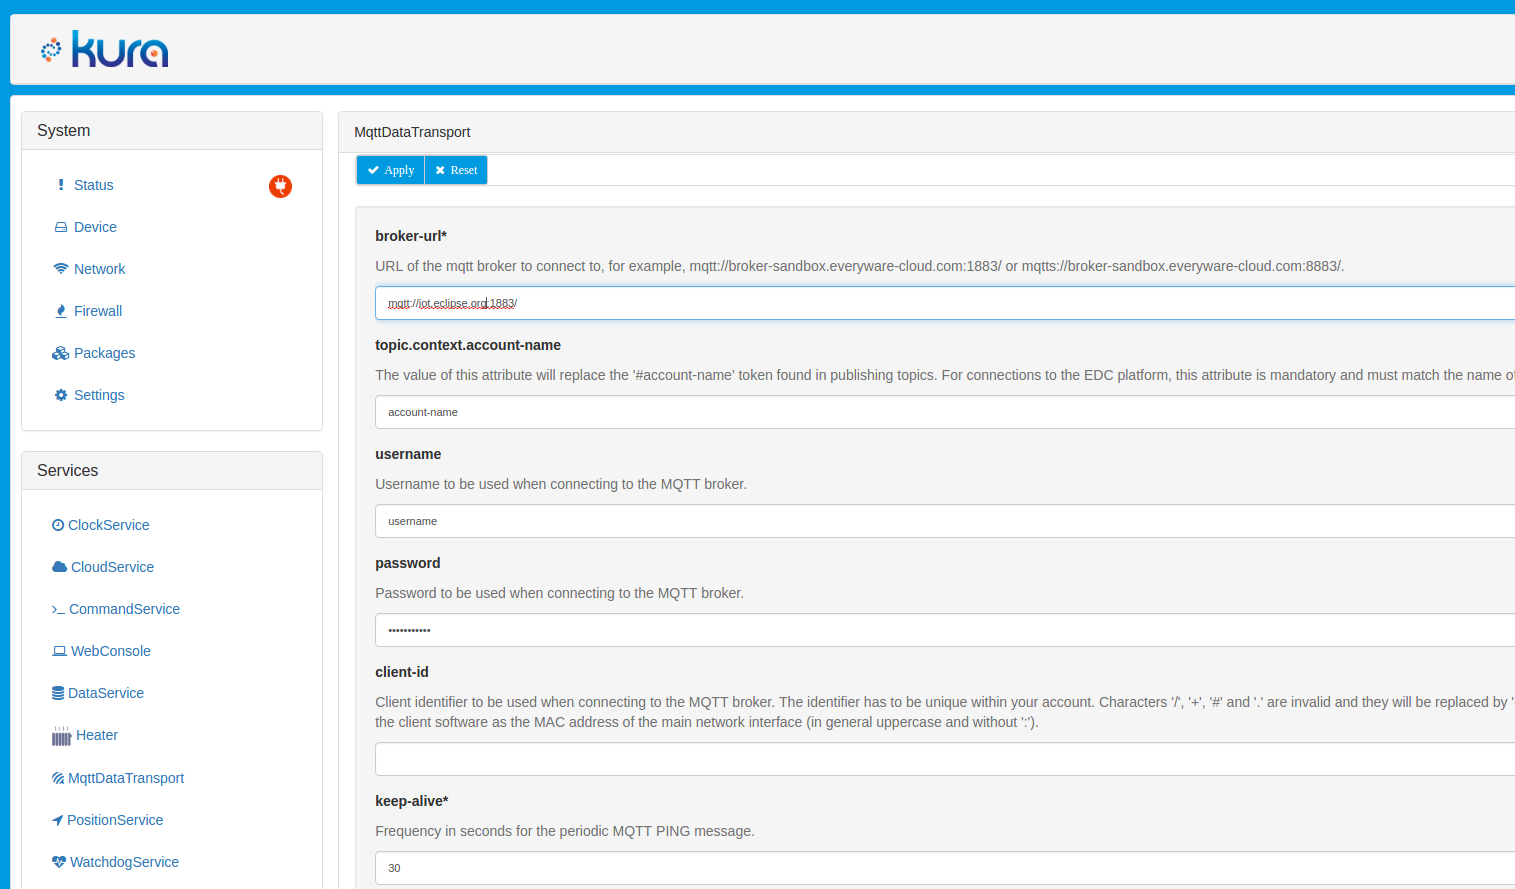 kura
System
Status
Device
Network
Firewall
Packages
Settings
Services
ClockService
CloudService
CommandService
WebConsole
DataService
Heater
MqttDataTransport
PositionService
WatchdogService
MqttDataTransport
Apply Reset
broker-url*
URL of the mqtt broker to connect to, for example, mqtt://broker-sandbox.everyware-cloud.com:1883/ or mqtts://broker-sandbox.everyware-cloud.com:8883/.
mqtt://iot.eclipse.org:1883/
topic.context.account-name
The value of this attribute will replace the '#account-name' token found in publishing topics. For connections to the EDC platform, this attribute is mandatory and must match the name of
account-name
username
Username to be used when connecting to the MQTT broker.
username
password
Password to be used when connecting to the MQTT broker.
•••••••••••
client-id
Client identifier to be used when connecting to the MQTT broker. The identifier has to be unique within your account. Characters '/', '+', '#' and '.' are invalid and they will be replaced by '
the client software as the MAC address of the main network interface (in general uppercase and without ':').
keep-alive*
Frequency in seconds for the periodic MQTT PING message.
30